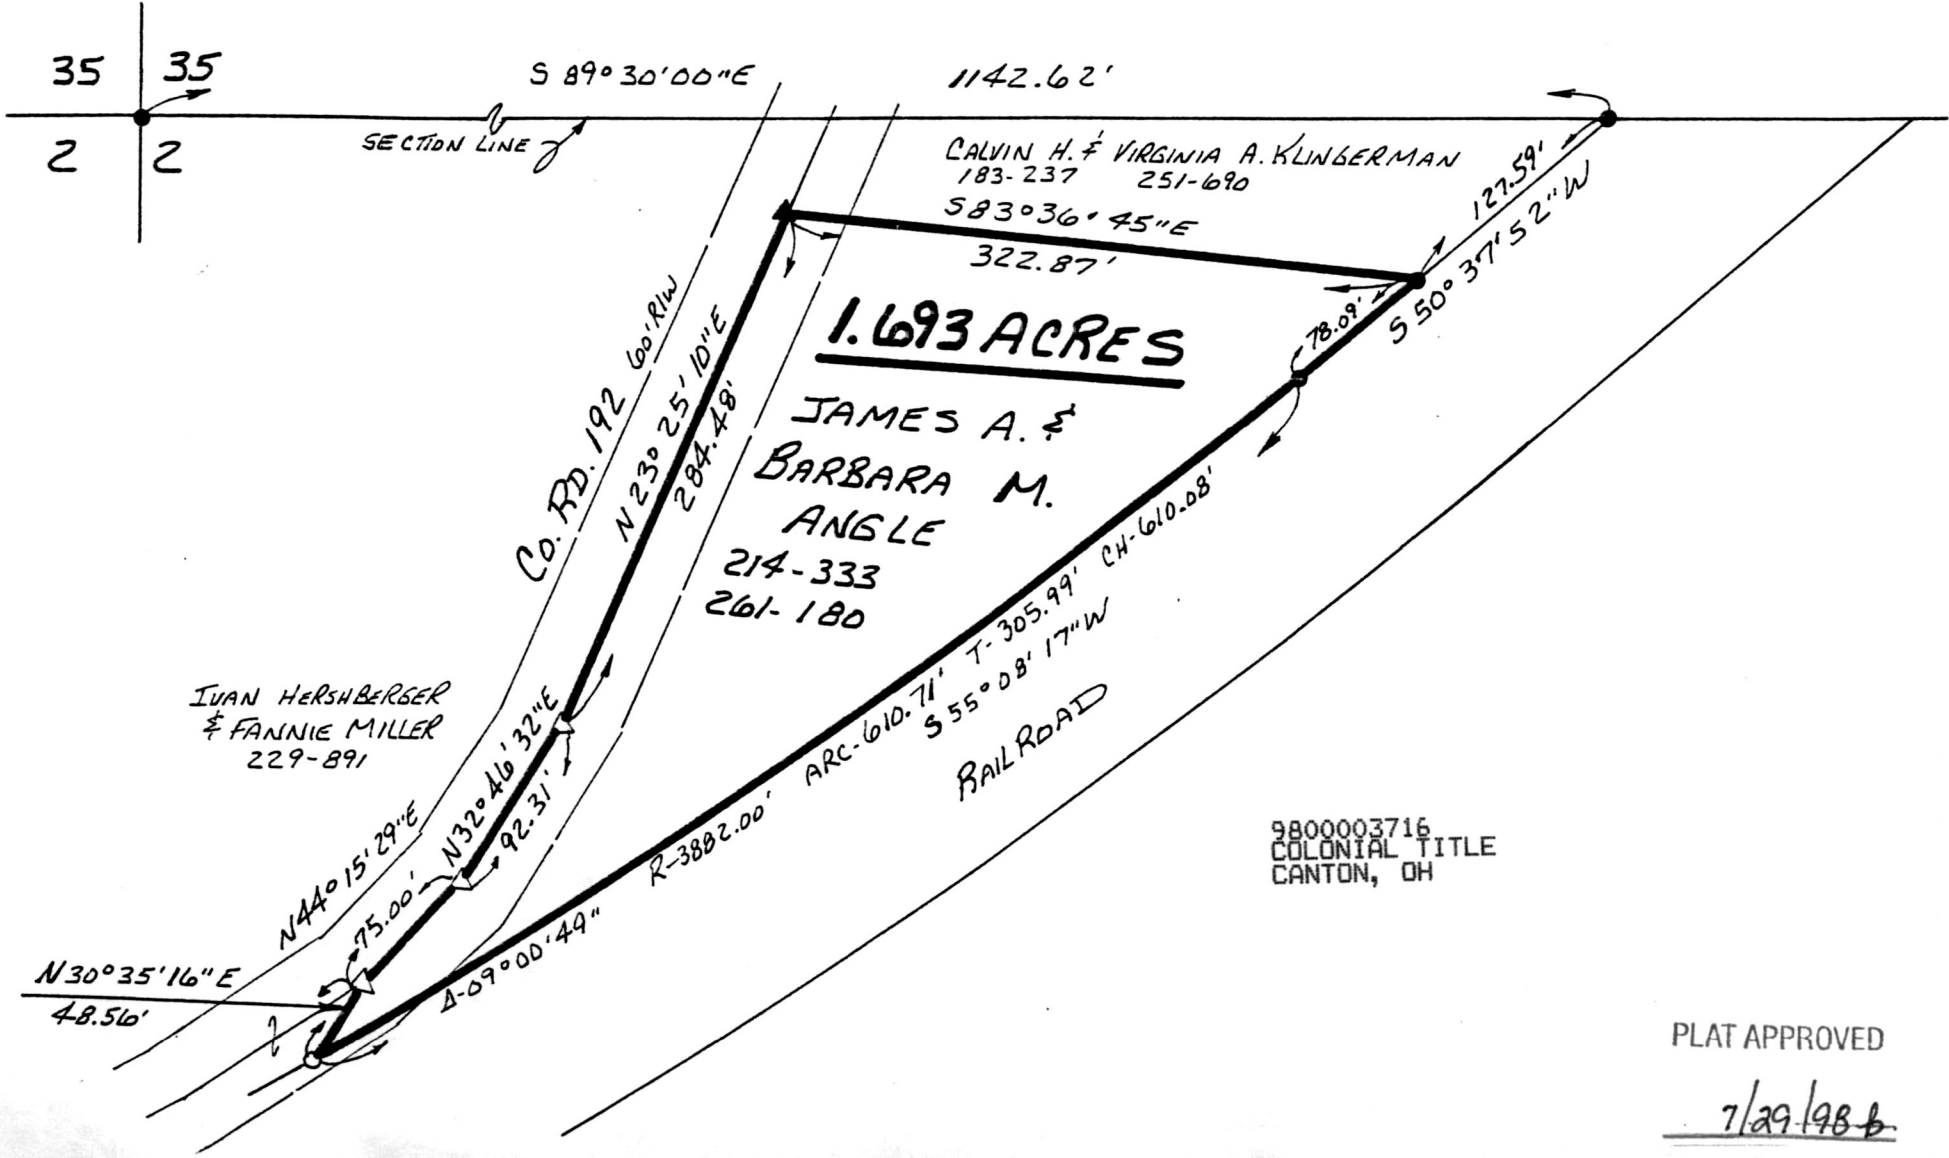 35 35
S 89° 30' 00" E 1142.62'
2 2
SECTION LINE
CALVIN H. & VIRGINIA A. KLINGERMAN
183-237 251-690
127.59'
S 50° 37' 52" W
S 83° 36' 45" E
322.87'
78.09'
1.693 ACRES
JAMES A. &
BARBARA M.
ANGLE
214-333
261-180
CO. RD. 192 60' R/W
N 23° 25' 10" E
284.48'
IVAN HERSHBERGER
& FANNIE MILLER
229-891
N 32° 46' 32" E
92.31'
N 44° 15' 29" E
75.00'
N 30° 35' 16" E
48.56'
Δ-09° 00' 49" R-3882.00' ARC-610.71' T-305.99' CH-610.08'
S 55° 08' 17" W
RAILROAD
9800003716
COLONIAL TITLE
CANTON, OH
PLAT APPROVED
7/29/98